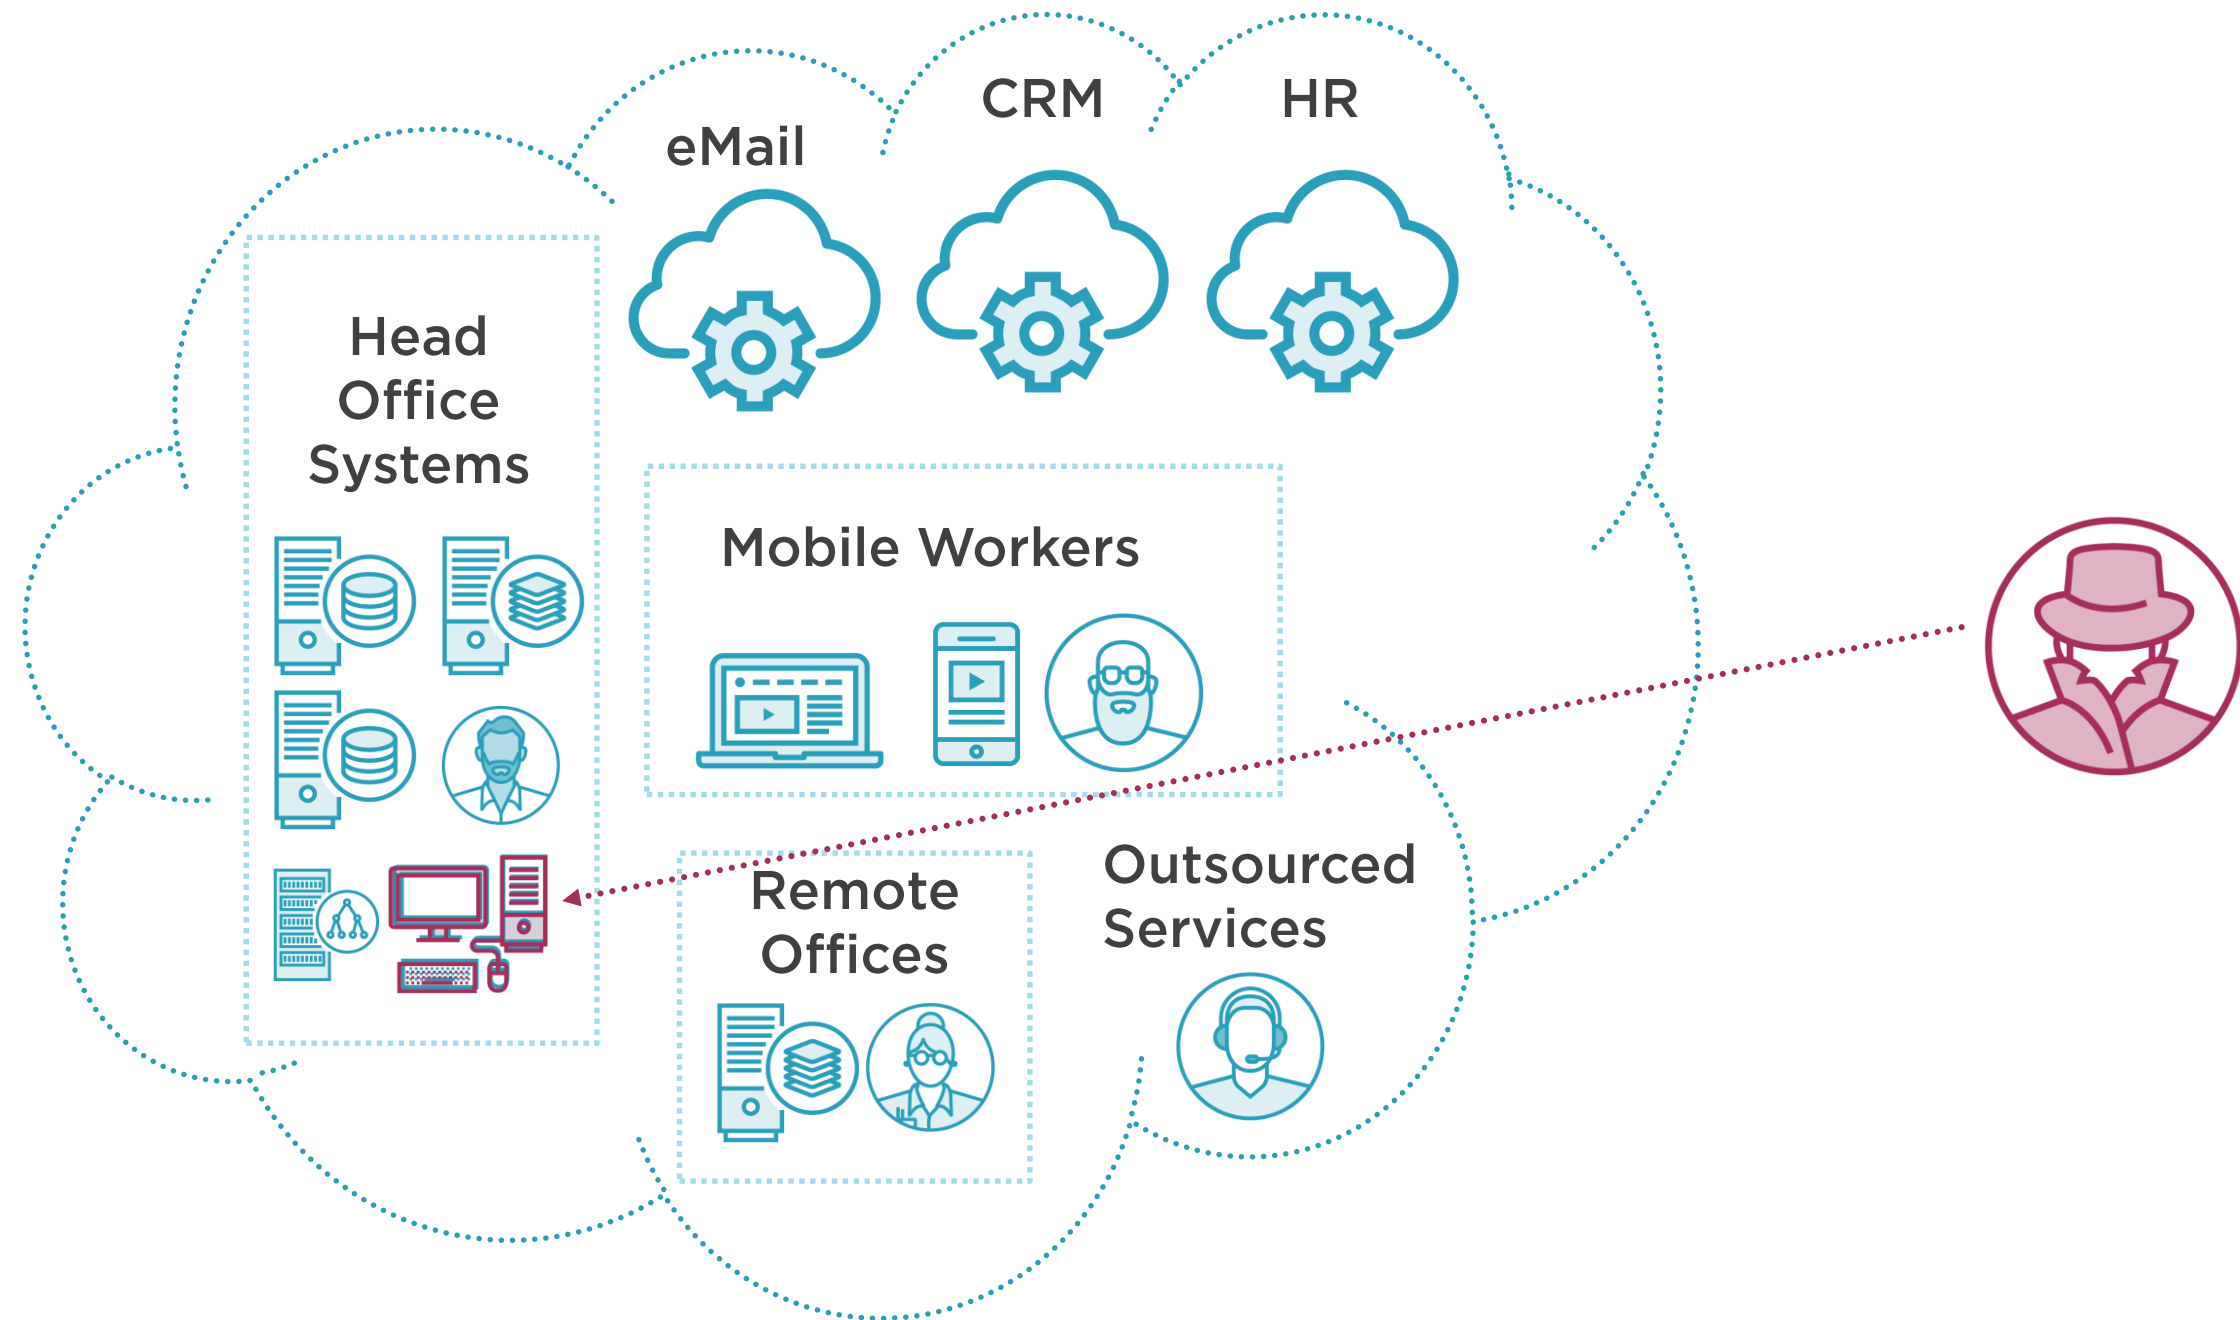 eMail
CRM
HR
Head
Office
Systems
Mobile Workers
Remote
Offices
Outsourced
Services